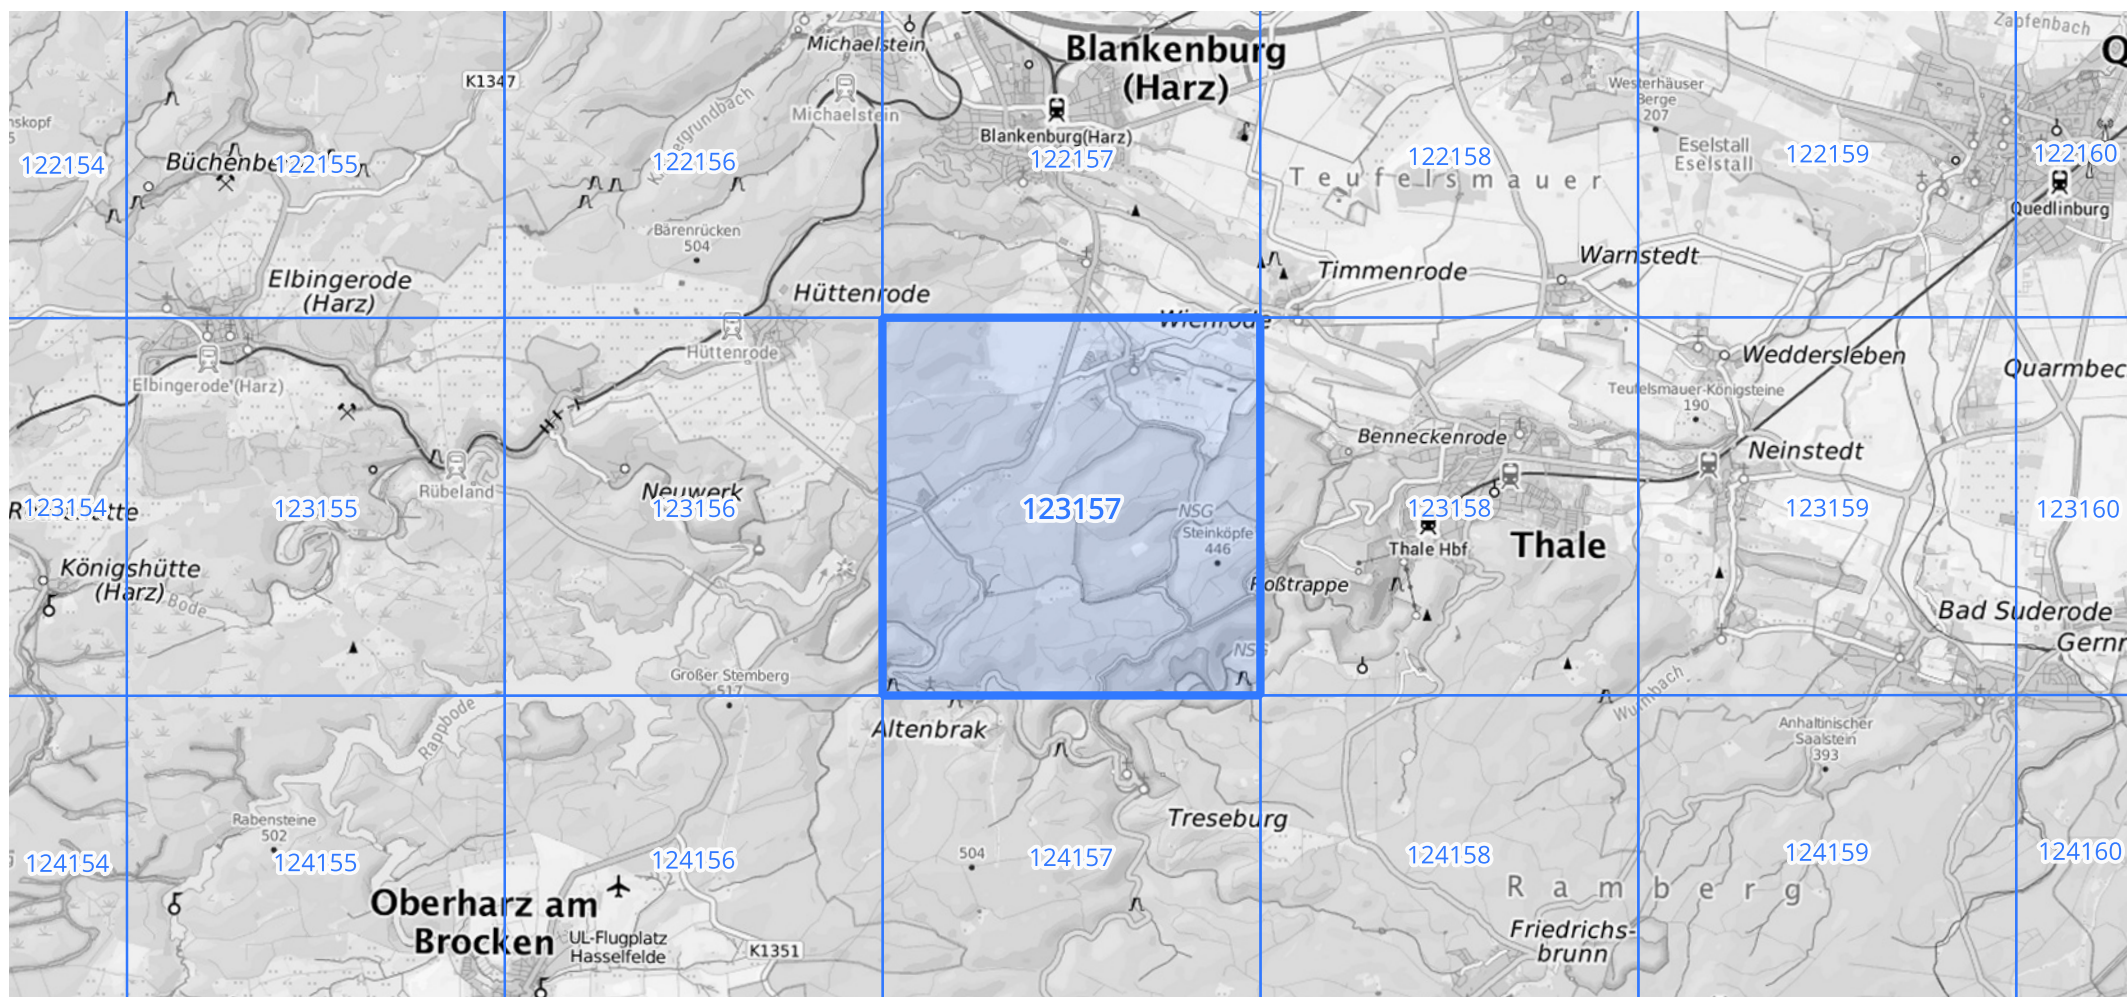 Zapfenbach
Michaelstein
Blankenburg
(Harz)
Q
K1347
Westerhäuser
Berge
207
Michaelstein
Blankenburg(Harz)
Eselstall
Eselstall
122154
Büchenbe
122155
122156
122157
122158
122159
122160
Teufelsmauer
Quedlinburg
Bärenrücken
504
Warnstedt
Timmenrode
Elbingerode
(Harz)
Hüttenrode
Wienrode
Hüttenrode
Weddersleben
Quarmbec
Elbingerode (Harz)
Teufelsmauer-Königsteine
190
Benneckenrode
Neinstedt
Rübeland
Neuwerk
123154
123155
123156
123157
123158
123159
123160
NSG
Steinköpfe
446
Thale Hbf
Thale
Königshütte
(Harz)
Bode
Roßtrappe
Bad Suderode
Gernr
NSG
Großer Stemberg
517
Wurmbach
Rappbode
Altenbrak
Anhaltinischer
Saalstein
393
Rabensteine
502
Treseburg
504
124154
124155
124156
124157
124158
124159
124160
Ramberg
Oberharz am
Brocken
UL-Flugplatz
Hasselfelde
K1351
Friedrichs-
brunn